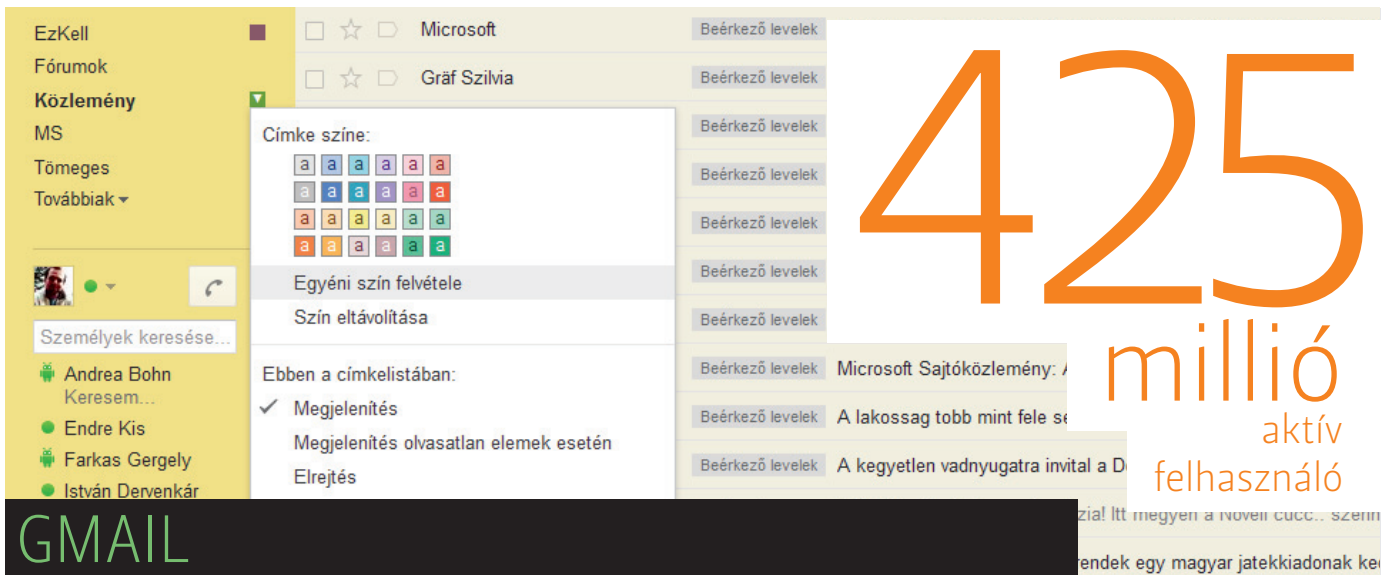 EzKell
Fórumok
Közlemény
MS
Tömeges
Továbbiak
Személyek keresése...
Andrea Bohn
Keresem...
Endre Kis
Farkas Gergely
István Dervenkár
Címke színe:
a a a a a a
a a a a a a
a a a a a a
a a a a a a
Egyéni szín felvétele
Szín eltávolítása
Ebben a címkelistában:
Megjelenítés
Megjelenítés olvasatlan elemek esetén
Elrejtés
Microsoft Beérkező levelek
Gräf Szilvia Beérkező levelek
Beérkező levelek
Beérkező levelek
Beérkező levelek
Beérkező levelek
Beérkező levelek
Beérkező levelek Microsoft Sajtóközlemény:
Beérkező levelek A lakossag tobb mint fele
Beérkező levelek A kegyetlen vadnyugatra invital a
Itt megyen a Novell cucc..
egy magyar jatekkiadonak
425
millió
aktív
felhasználó
GMAIL